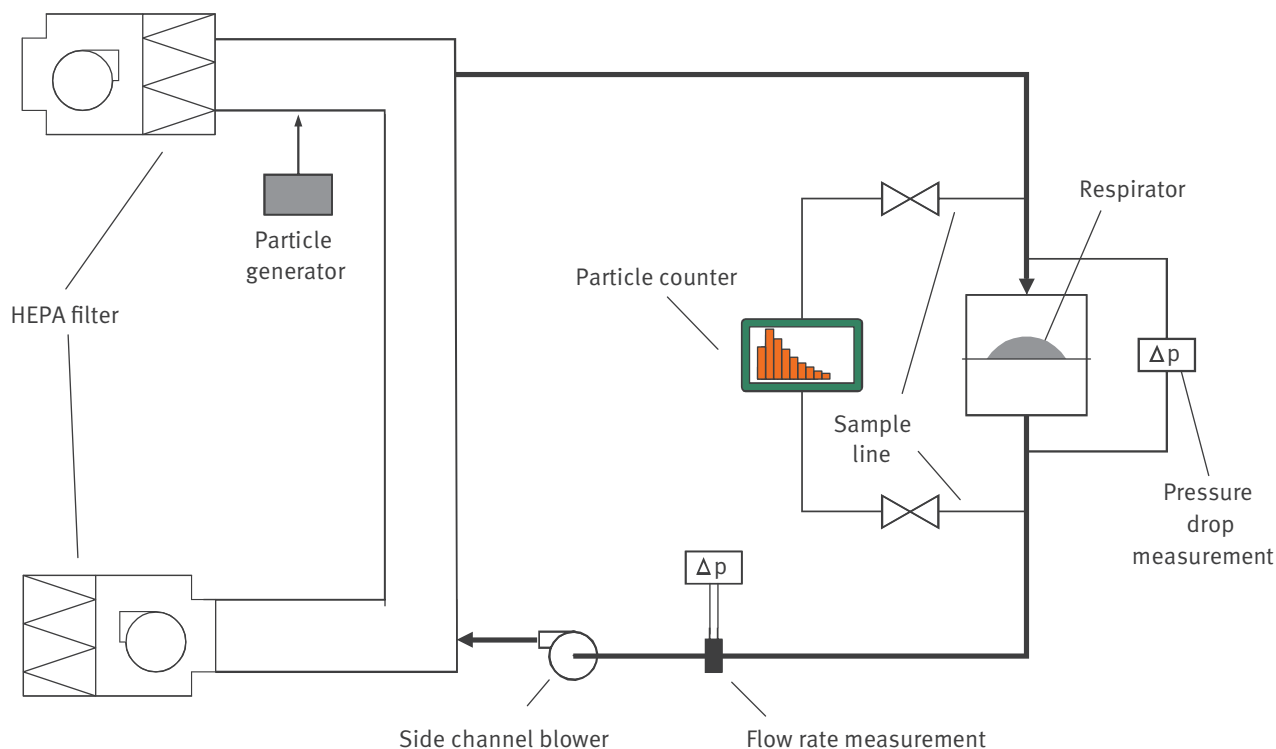 Respirator
Particle
generator
Particle counter
HEPA filter
Δp
Sample
line
Pressure
drop
measurement
Δp
Side channel blower
Flow rate measurement